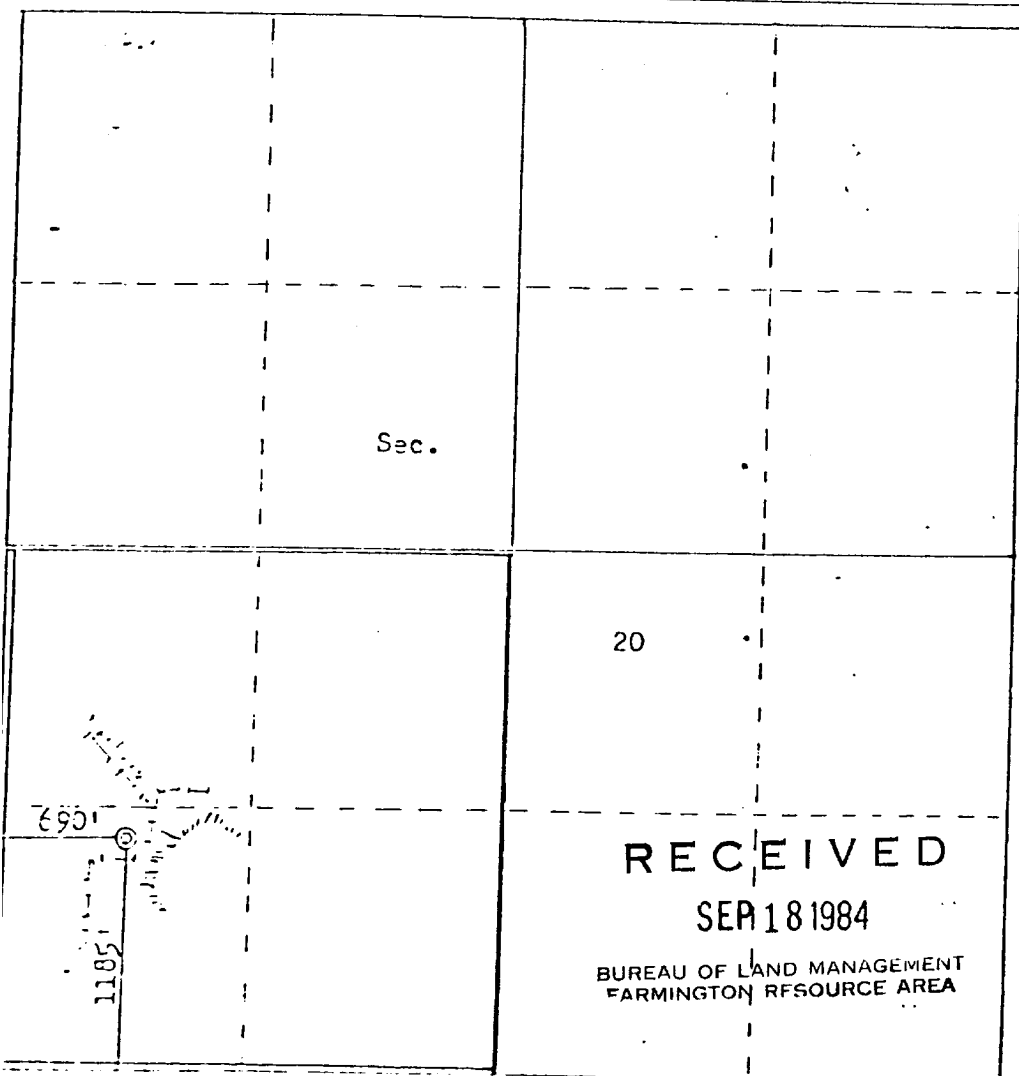 Sec.
20
690'
1185'
RECEIVED
SEP 18 1984
BUREAU OF LAND MANAGEMENT
FARMINGTON RESOURCE AREA